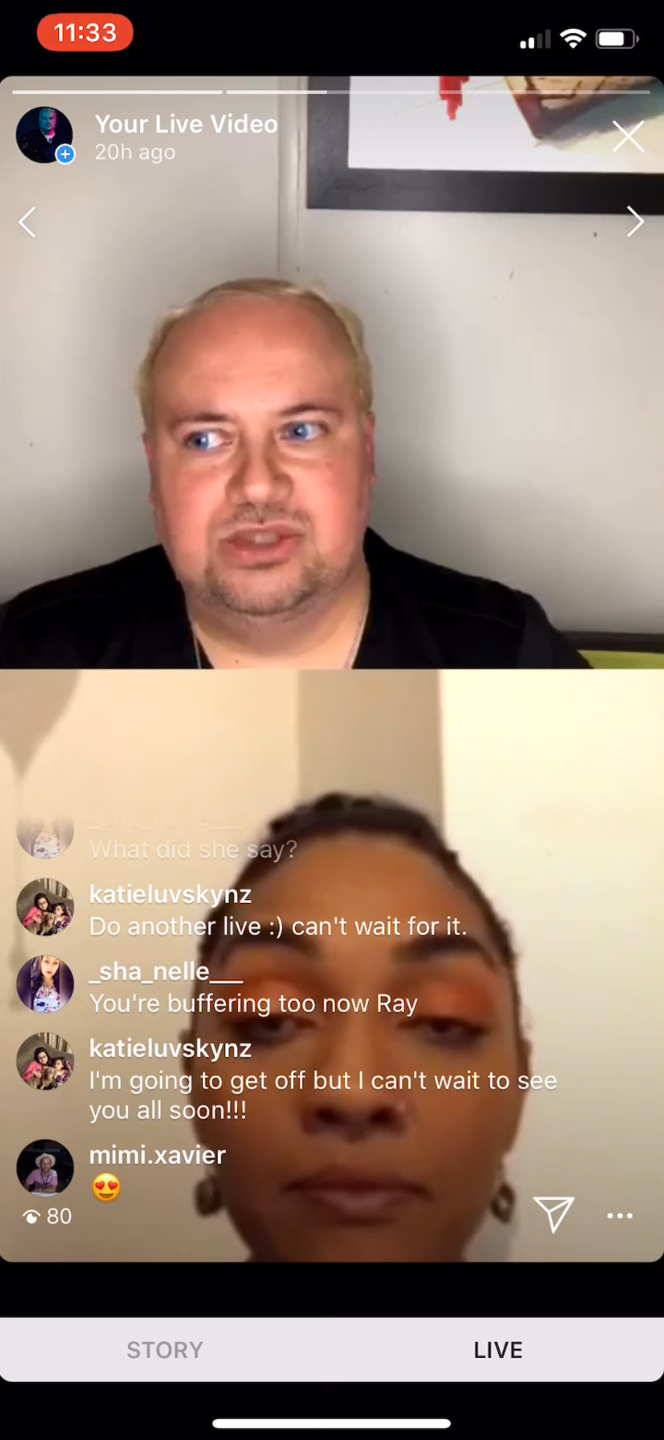 11:33
Your Live Video
20h ago
What did she say?
katieluvskynz
Do another live :) can't wait for it.
_sha_nelle___
You're buffering too now Ray
katieluvskynz
I'm going to get off but I can't wait to see
you all soon!!!
mimi.xavier
😍
80
STORY
LIVE